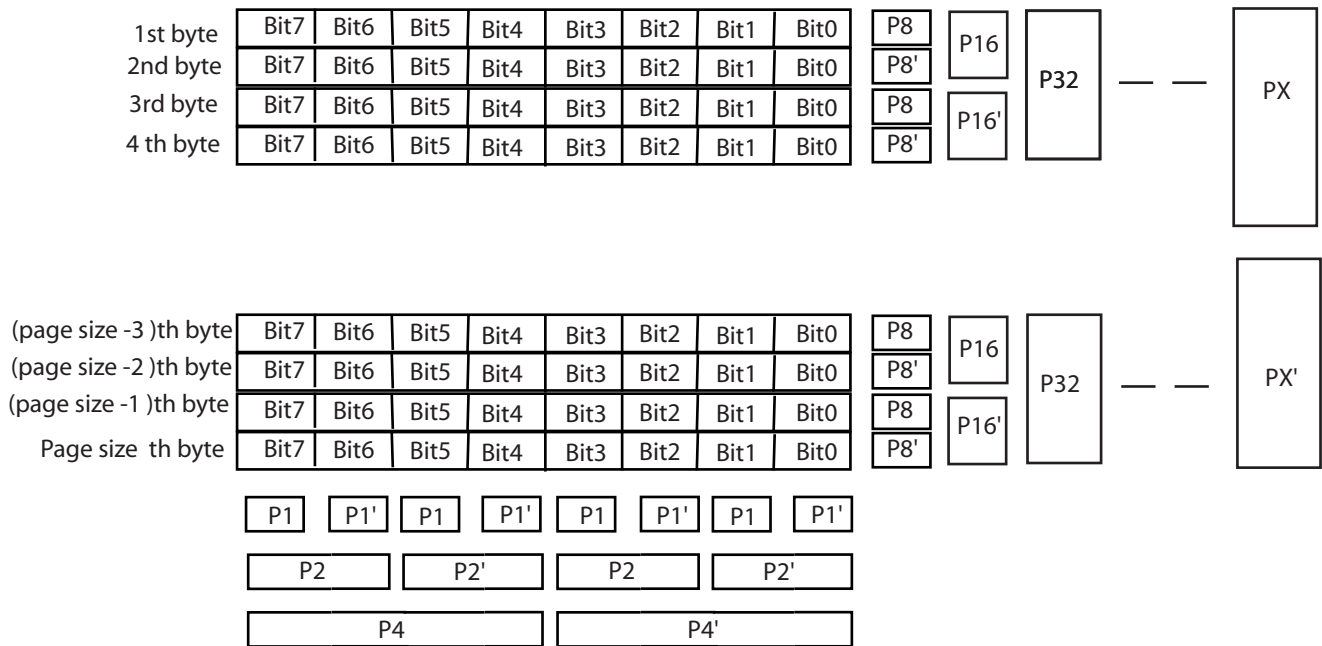 1st byte Bit7 Bit6 Bit5 Bit4 Bit3 Bit2 Bit1 Bit0 P8 P16 P32 PX
2nd byte Bit7 Bit6 Bit5 Bit4 Bit3 Bit2 Bit1 Bit0 P8'
3rd byte Bit7 Bit6 Bit5 Bit4 Bit3 Bit2 Bit1 Bit0 P8 P16'
4 th byte Bit7 Bit6 Bit5 Bit4 Bit3 Bit2 Bit1 Bit0 P8'
(page size -3 )th byte Bit7 Bit6 Bit5 Bit4 Bit3 Bit2 Bit1 Bit0 P8 P16 P32 PX'
(page size -2 )th byte Bit7 Bit6 Bit5 Bit4 Bit3 Bit2 Bit1 Bit0 P8'
(page size -1 )th byte Bit7 Bit6 Bit5 Bit4 Bit3 Bit2 Bit1 Bit0 P8 P16'
Page size th byte Bit7 Bit6 Bit5 Bit4 Bit3 Bit2 Bit1 Bit0 P8'
P1 P1' P1 P1' P1 P1' P1 P1'
P2 P2' P2 P2'
P4 P4'